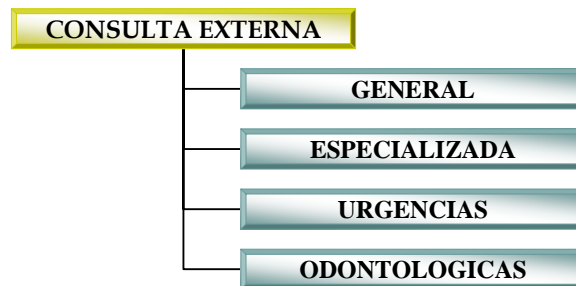 CONSULTA EXTERNA
GENERAL
ESPECIALIZADA
URGENCIAS
ODONTOLOGICAS